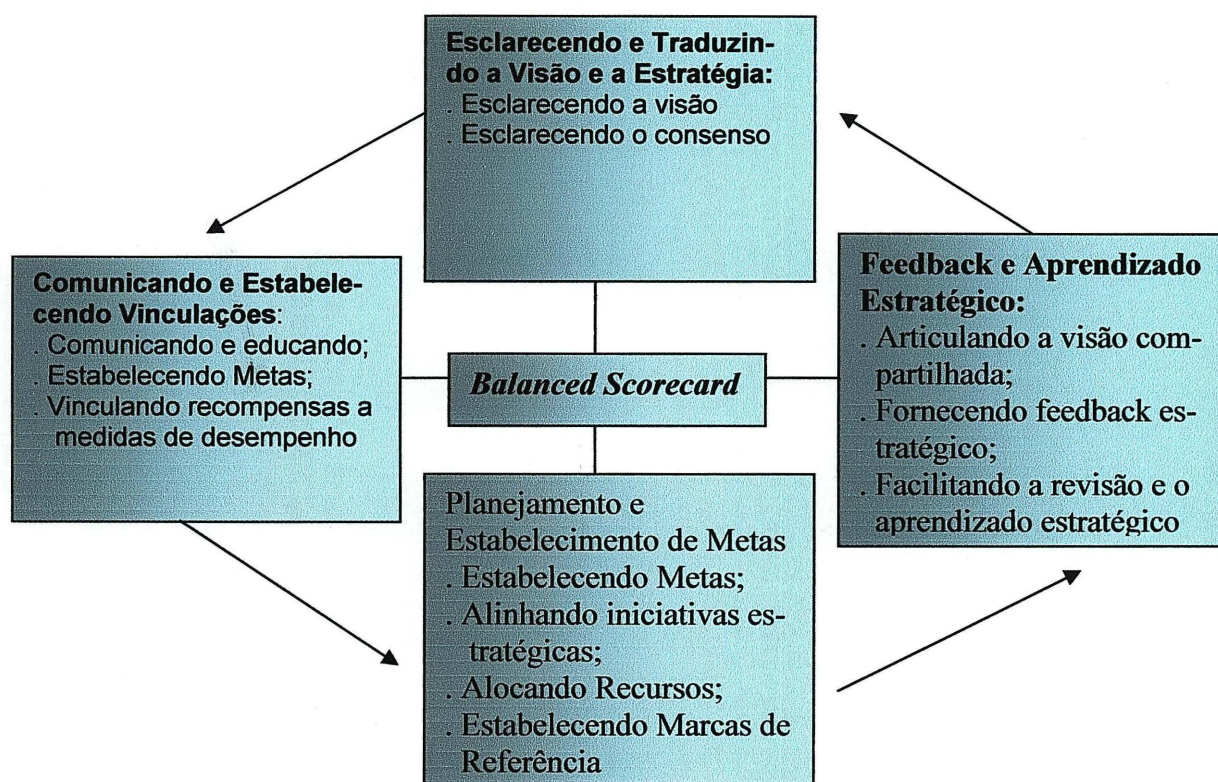 Esclarecendo e Traduzin-
do a Visão e a Estratégia:
. Esclarecendo a visão
. Esclarecendo o consenso
Comunicando e Estabele-
cendo Vinculações:
. Comunicando e educando;
. Estabelecendo Metas;
. Vinculando recompensas a
medidas de desempenho
Balanced Scorecard
Feedback e Aprendizado
Estratégico:
. Articulando a visão com-
partilhada;
. Fornecendo feedback es-
tratégico;
. Facilitando a revisão e o
aprendizado estratégico
Planejamento e
Estabelecimento de Metas
. Estabelecendo Metas;
. Alinhando iniciativas es-
tratégicas;
. Alocando Recursos;
. Estabelecendo Marcas de
Referência